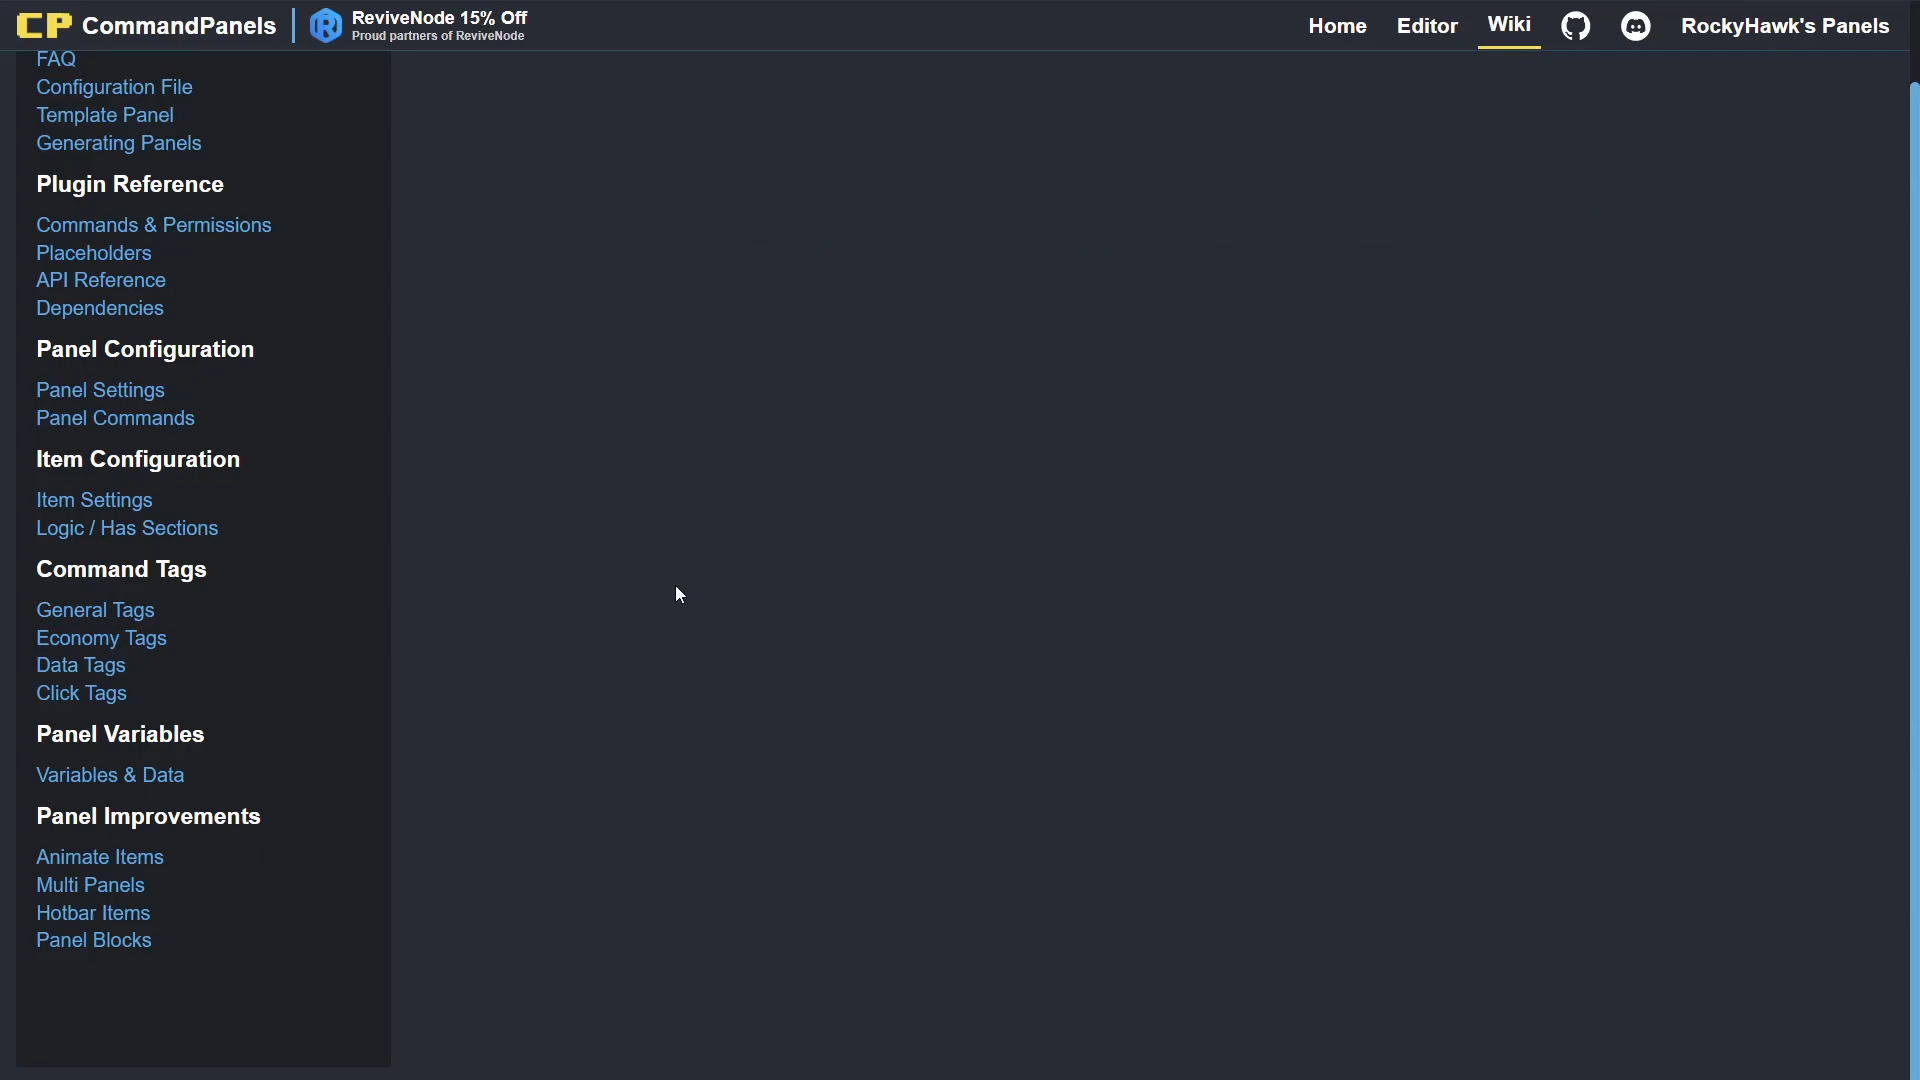 CP CommandPanels
ReviveNode 15% Off
Proud partners of ReviveNode
Home Editor Wiki RockyHawk's Panels
FAQ
Configuration File
Template Panel
Generating Panels
Plugin Reference
Commands & Permissions
Placeholders
API Reference
Dependencies
Panel Configuration
Panel Settings
Panel Commands
Item Configuration
Item Settings
Logic / Has Sections
Command Tags
General Tags
Economy Tags
Data Tags
Click Tags
Panel Variables
Variables & Data
Panel Improvements
Animate Items
Multi Panels
Hotbar Items
Panel Blocks